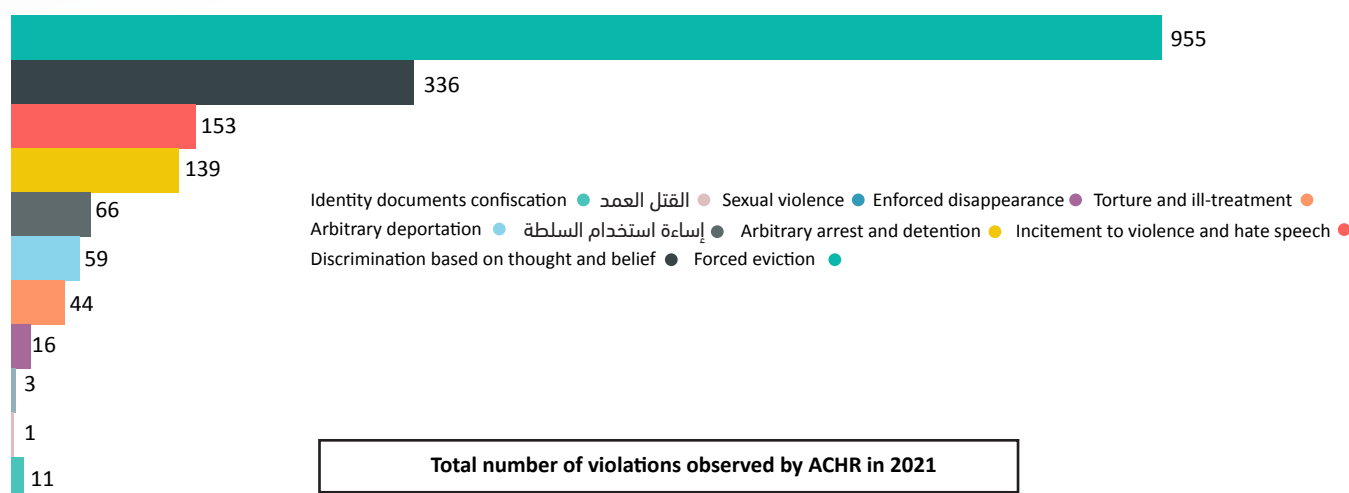 955
336
153
139
66
59
44
16
3
1
11
Identity documents confiscation القتل العمد Sexual violence Enforced disappearance Torture and ill-treatment
Arbitrary deportation إساءة استخدام السلطة Arbitrary arrest and detention Incitement to violence and hate speech
Discrimination based on thought and belief Forced eviction
Total number of violations observed by ACHR in 2021